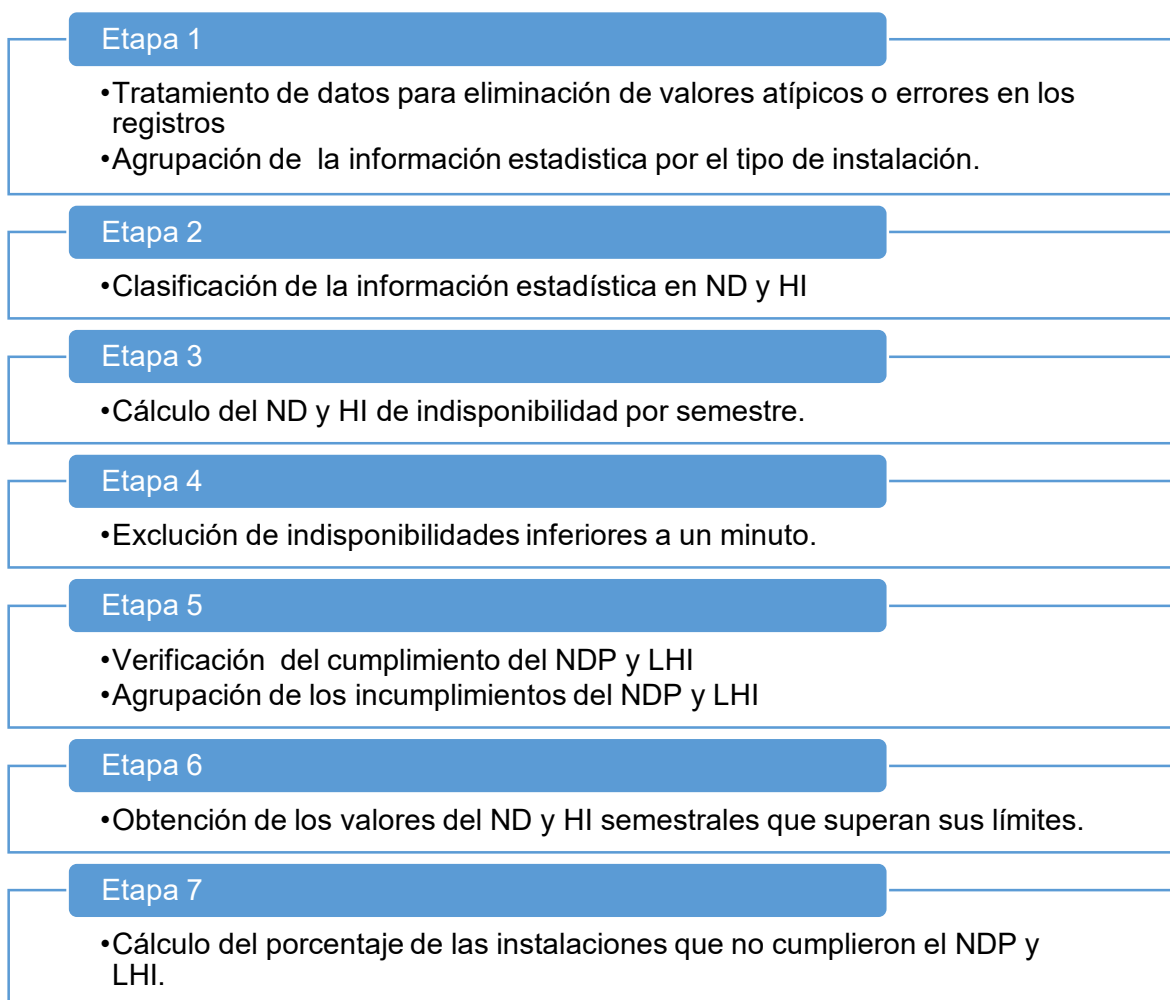 Etapa 1
•Tratamiento de datos para eliminación de valores atípicos o errores en los
registros
•Agrupación de la información estadistica por el tipo de instalación.
Etapa 2
•Clasificación de la información estadística en ND y HI
Etapa 3
•Cálculo del ND y HI de indisponibilidad por semestre.
Etapa 4
•Exclución de indisponibilidades inferiores a un minuto.
Etapa 5
•Verificación del cumplimiento del NDP y LHI
•Agrupación de los incumplimientos del NDP y LHI
Etapa 6
•Obtención de los valores del ND y HI semestrales que superan sus límites.
Etapa 7
•Cálculo del porcentaje de las instalaciones que no cumplieron el NDP y
LHI.